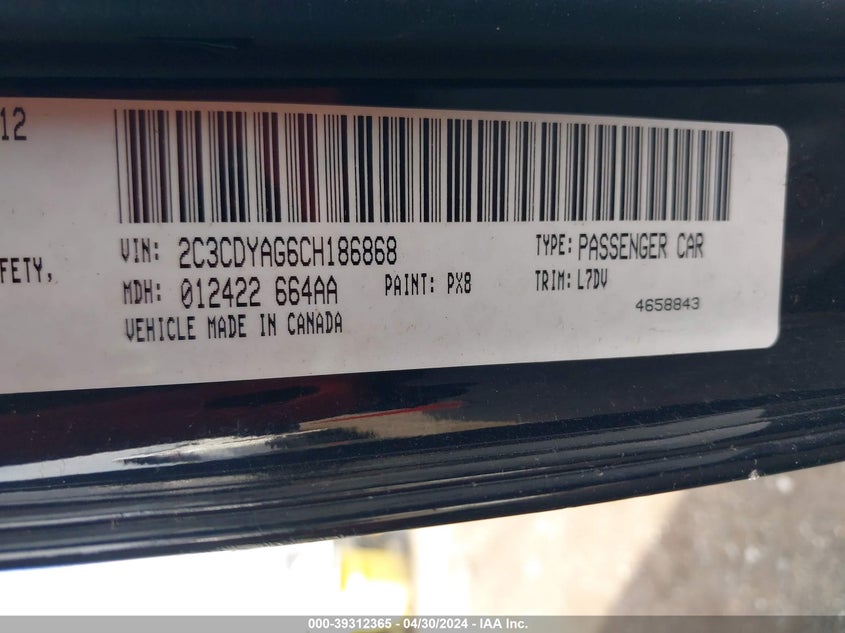 12
VIN: 2C3CDYAG6CH186868
TYPE: PASSENGER CAR
FETY,
MDH: 012422 664AA
PAINT: PX8
TRIM: L7DV
4658843
VEHICLE MADE IN CANADA
000-39312365 - 04/30/2024 - IAA Inc.